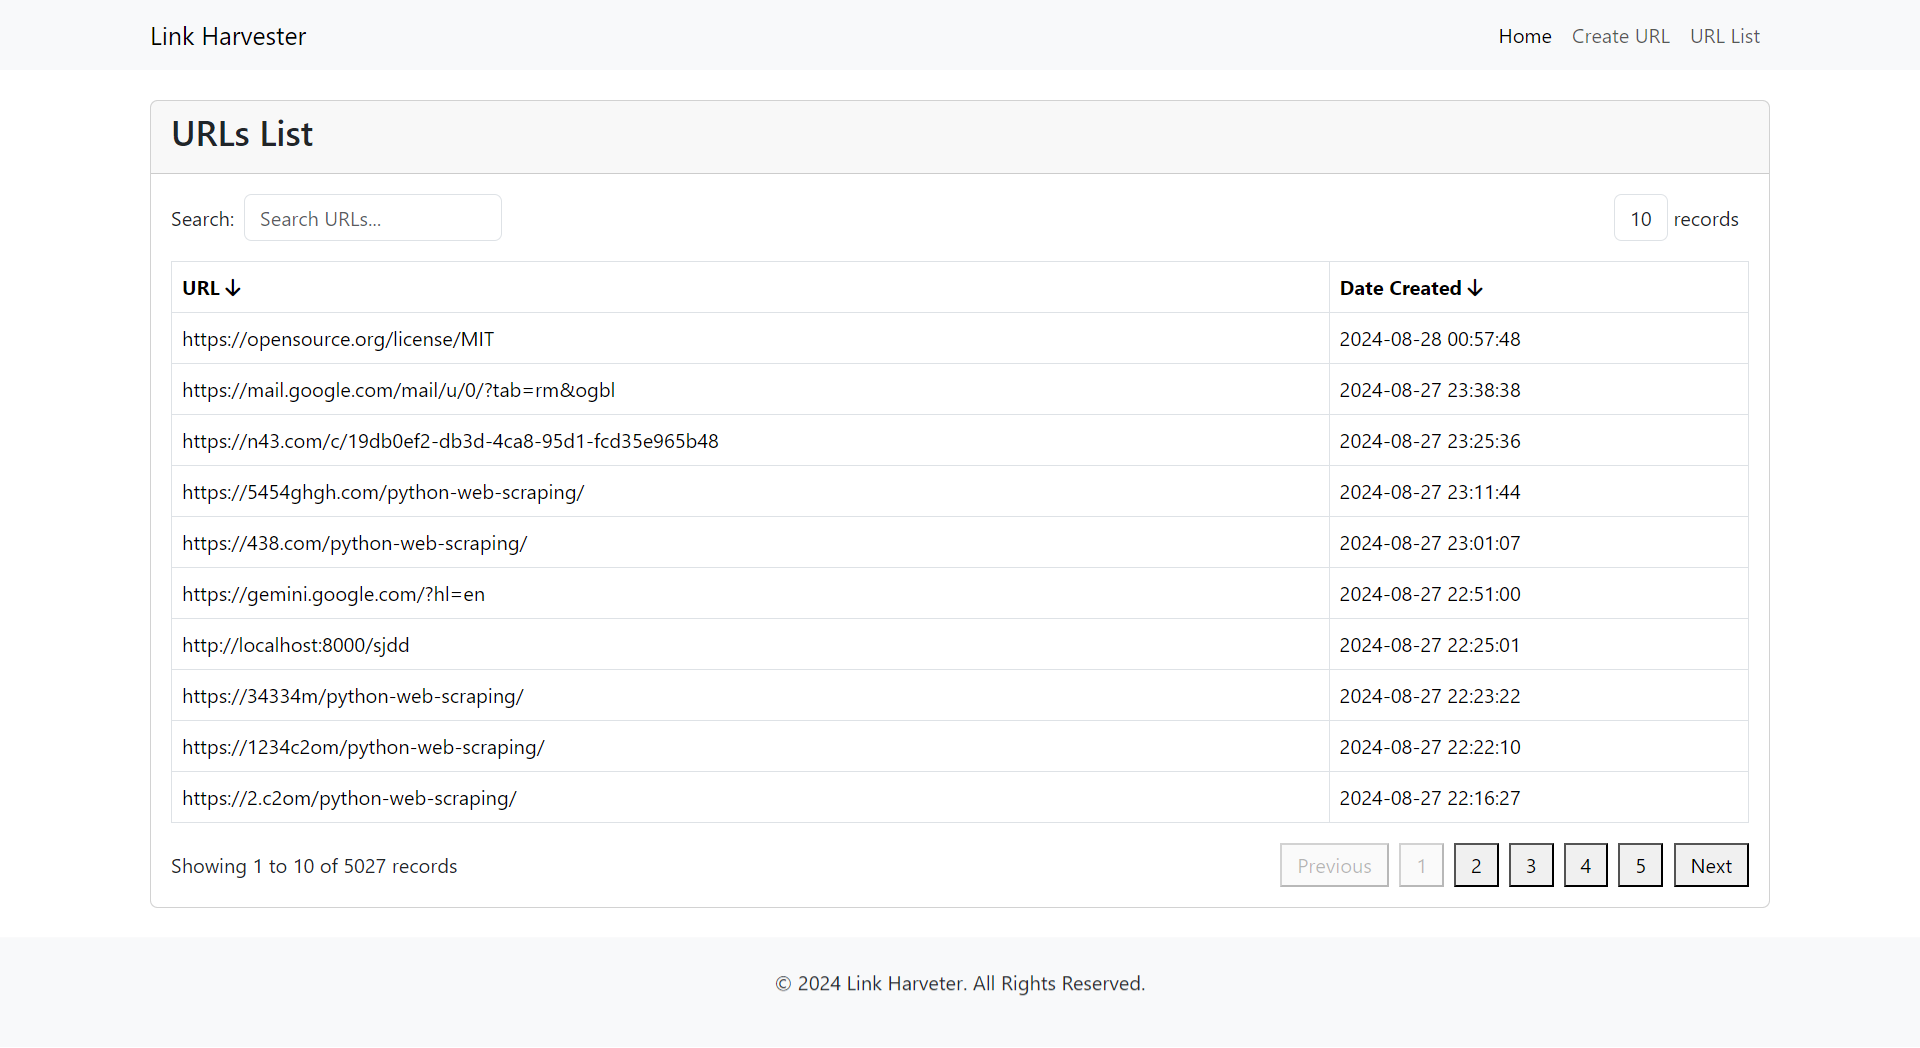 Link Harvester
Home Create URL URL List
URLs List
Search: Search URLs... 10 records
URL ↓ Date Created ↓
https://opensource.org/license/MIT 2024-08-28 00:57:48
https://mail.google.com/mail/u/0/?tab=rm&ogbl 2024-08-27 23:38:38
https://n43.com/c/19db0ef2-db3d-4ca8-95d1-fcd35e965b48 2024-08-27 23:25:36
https://5454ghgh.com/python-web-scraping/ 2024-08-27 23:11:44
https://438.com/python-web-scraping/ 2024-08-27 23:01:07
https://gemini.google.com/?hl=en 2024-08-27 22:51:00
http://localhost:8000/sjdd 2024-08-27 22:25:01
https://34334m/python-web-scraping/ 2024-08-27 22:23:22
https://1234c2om/python-web-scraping/ 2024-08-27 22:22:10
https://2.c2om/python-web-scraping/ 2024-08-27 22:16:27
Showing 1 to 10 of 5027 records Previous 1 2 3 4 5 Next
© 2024 Link Harveter. All Rights Reserved.